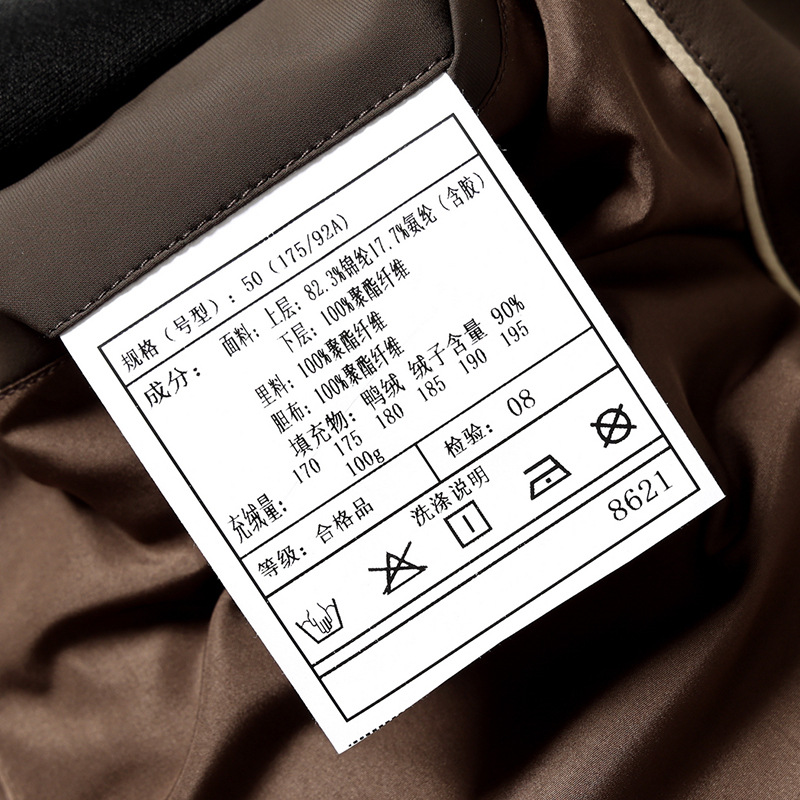 规格（号型）：50（175/92A）
成分： 面料：上层：82.3%锦纶17.7%氨纶（含胶）
下层：100%聚酯纤维
里料：100%聚酯纤维
胆布：100%聚酯纤维
填充物：鸭绒 绒子含量 90%
170 175 180 185 190 195
充绒量： 100g
等级：合格品 检验：08
洗涤说明
8621